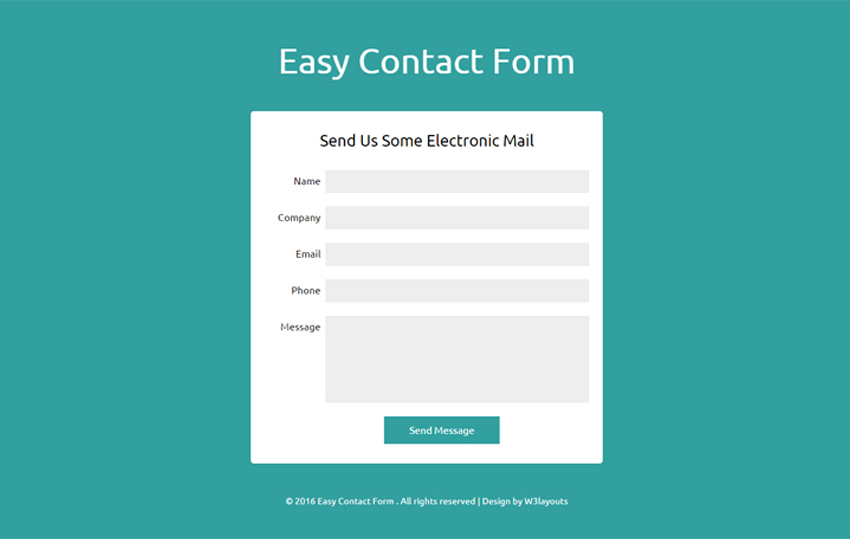 Easy Contact Form
Send Us Some Electronic Mail
Name
Company
Email
Phone
Message
Send Message
© 2016 Easy Contact Form . All rights reserved | Design by W3layouts